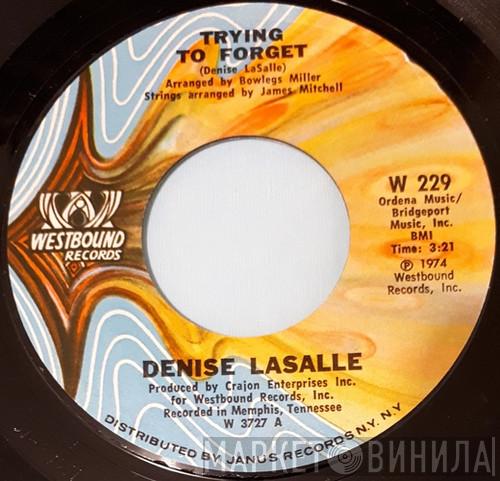 TRYING
TO FORGET
(Denise LaSalle)
Arranged by Bowlegs Miller
Strings arranged by James Mitchell
WESTBOUND
RECORDS
W 229
Ordena Music/
Bridgeport
Music, Inc.
BMI
Time: 3:21
℗ 1974
Westbound
Records, Inc.
DENISE LASALLE
Produced by Crajon Enterprises Inc.
for Westbound Records, Inc.
Recorded in Memphis, Tennessee
W 3727 A
DISTRIBUTED BY JANUS RECORDS N.Y. N.Y
МАРКЕТ ВИНИЛА